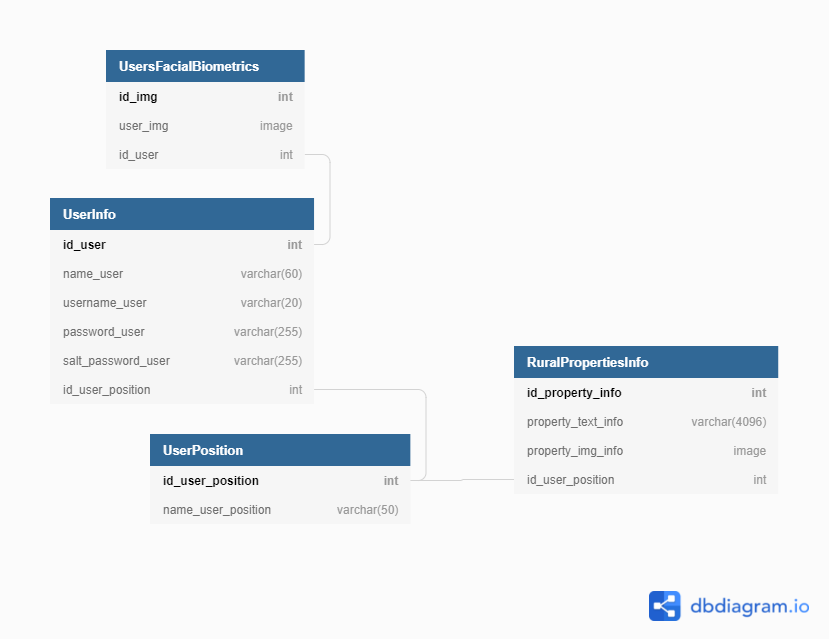 UsersFacialBiometrics
id_img int
user_img image
id_user int
UserInfo
id_user int
name_user varchar(60)
username_user varchar(20)
password_user varchar(255)
salt_password_user varchar(255)
id_user_position int
RuralPropertiesInfo
id_property_info int
property_text_info varchar(4096)
property_img_info image
id_user_position int
UserPosition
id_user_position int
name_user_position varchar(50)
dbdiagram.io